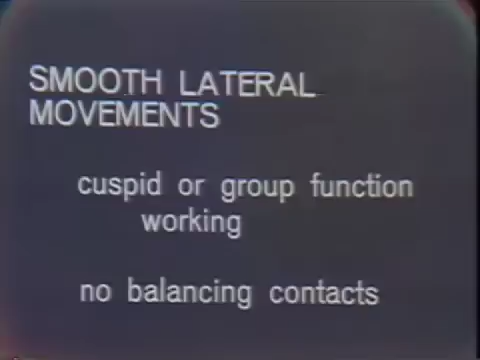 SMOOTH LATERAL
MOVEMENTS
cuspid or group function
working
no balancing contacts